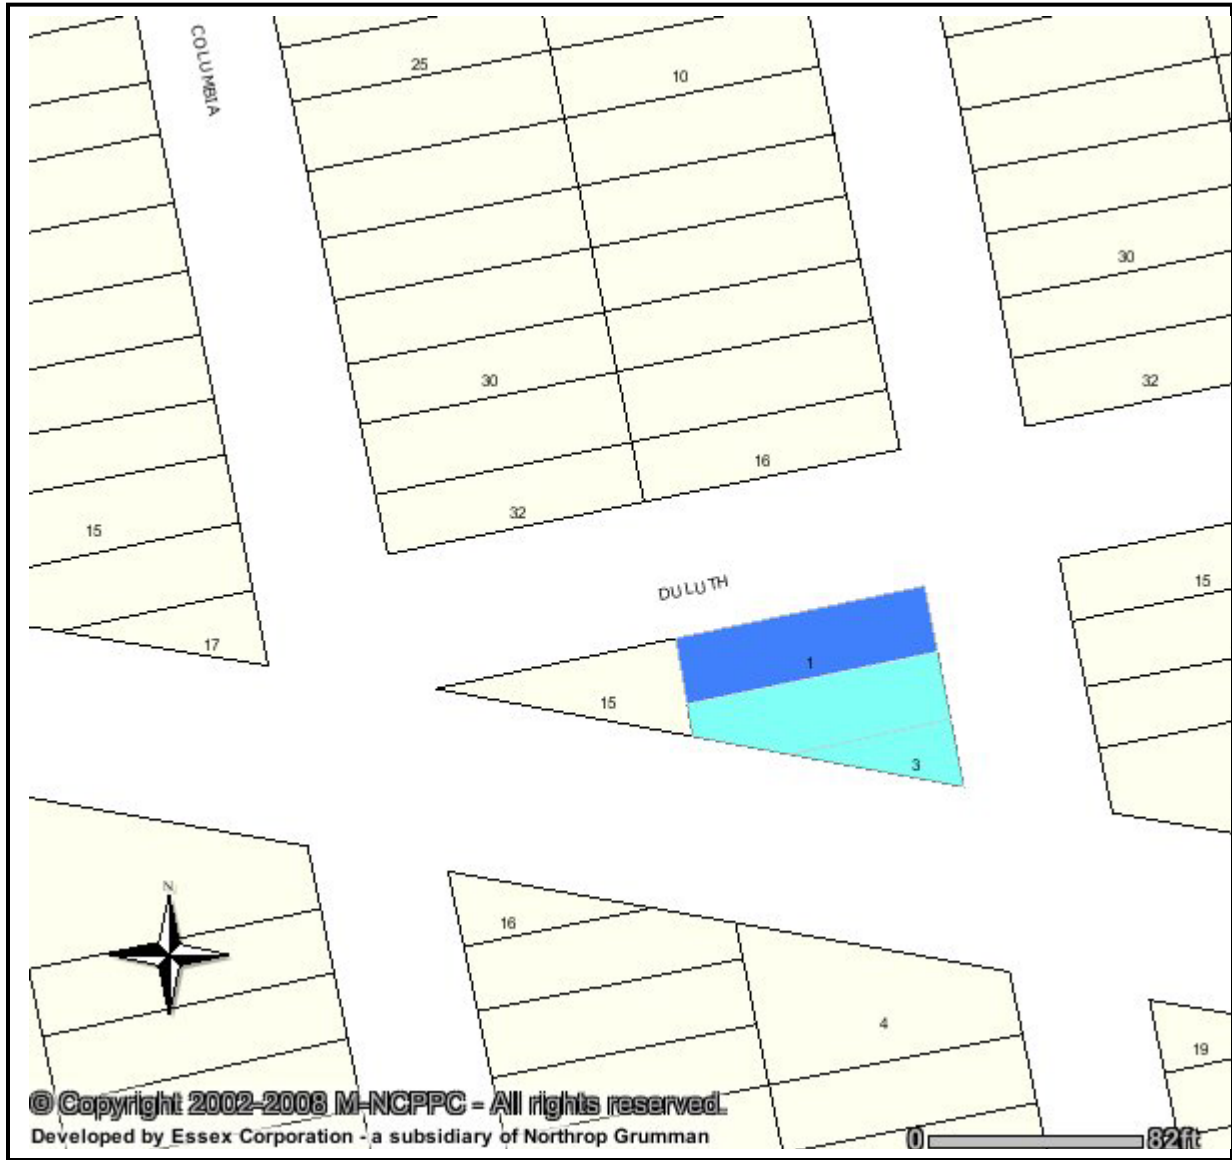 COLUMBIA
25
10
30
30
32
16
32
15
DULUTH
15
17
1
15
3
N
16
4
19
© Copyright 2002-2008 M-NCPPC - All rights reserved.
Developed by Essex Corporation - a subsidiary of Northrop Grumman
0 82ft